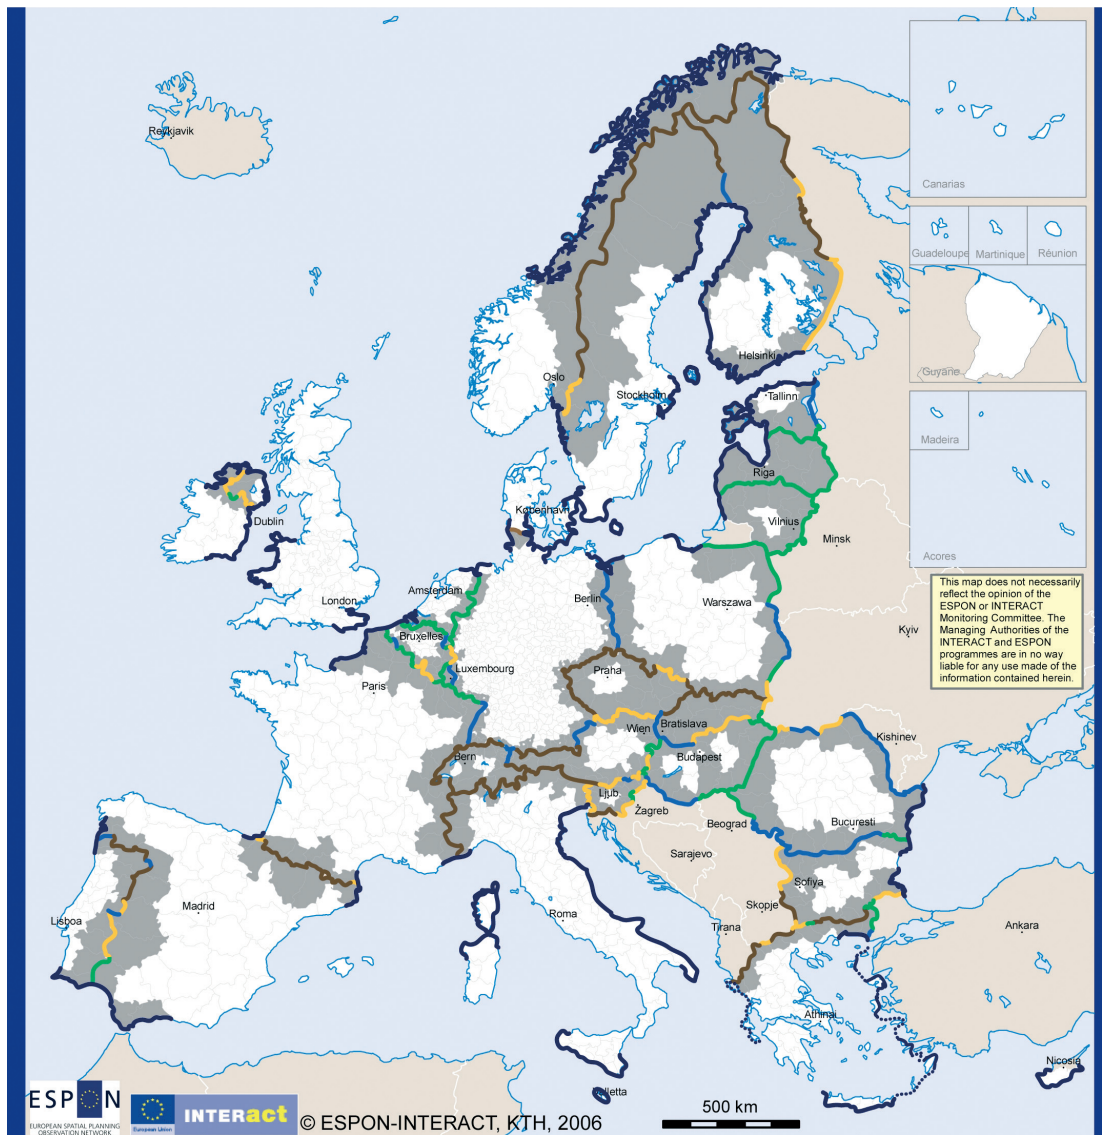 Reykjavik
Canarias
Guadeloupe
Martinique
Réunion
Guyane
Helsinki
Oslo
Stockholm
Tallinn
Madeira
Riga
København
Vilnius
Minsk
Dublin
Acores
Amsterdam
Berlin
Warszawa
London
Bruxelles
Kyiv
This map does not necessarily
reflect the opinion of the
ESPON or INTERACT
Monitoring Committee. The
Managing Authorities of the
INTERACT and ESPON
programmes are in no way
liable for any use made of the
information contained herein.
Luxembourg
Praha
Paris
Wien
Bratislava
Kishinev
Bern
Budapest
Ljub.
Zagreb
Beograd
Bucuresti
Sarajevo
Sofiya
Madrid
Lisboa
Roma
Skopje
Tirana
Ankara
Athinai
Nicosia
ESPON
EUROPEAN SPATIAL PLANNING
OBSERVATION NETWORK
European Union
INTERact
© ESPON-INTERACT, KTH, 2006
500 km